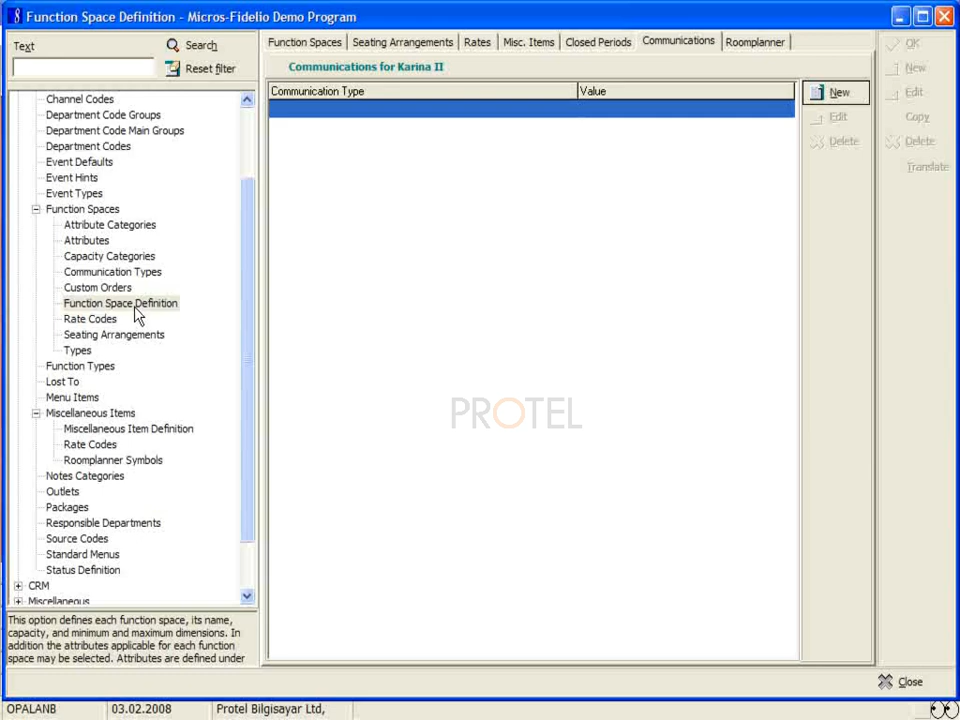 Function Space Definition - Micros-Fidelio Demo Program
Text
Search
Reset filter
Function Spaces
Seating Arrangements
Rates
Misc. Items
Closed Periods
Communications
Roomplanner
OK
New
Edit
Copy
Delete
Translate
Communications for Karina II
Communication Type
Value
New
Edit
Delete
Channel Codes
Department Code Groups
Department Code Main Groups
Department Codes
Event Defaults
Event Hints
Event Types
Function Spaces
Attribute Categories
Attributes
Capacity Categories
Communication Types
Custom Orders
Function Space Definition
Rate Codes
Seating Arrangements
Types
Function Types
Lost To
Menu Items
Miscellaneous Items
Miscellaneous Item Definition
Rate Codes
Roomplanner Symbols
Notes Categories
Outlets
Packages
Responsible Departments
Source Codes
Standard Menus
Status Definition
CRM
Miscellaneous
PROTEL
This option defines each function space, its name,
capacity, and minimum and maximum dimensions. In
addition the attributes applicable for each function
space may be selected. Attributes are defined under
Close
OPALANB
03.02.2008
Protel Bilgisayar Ltd,